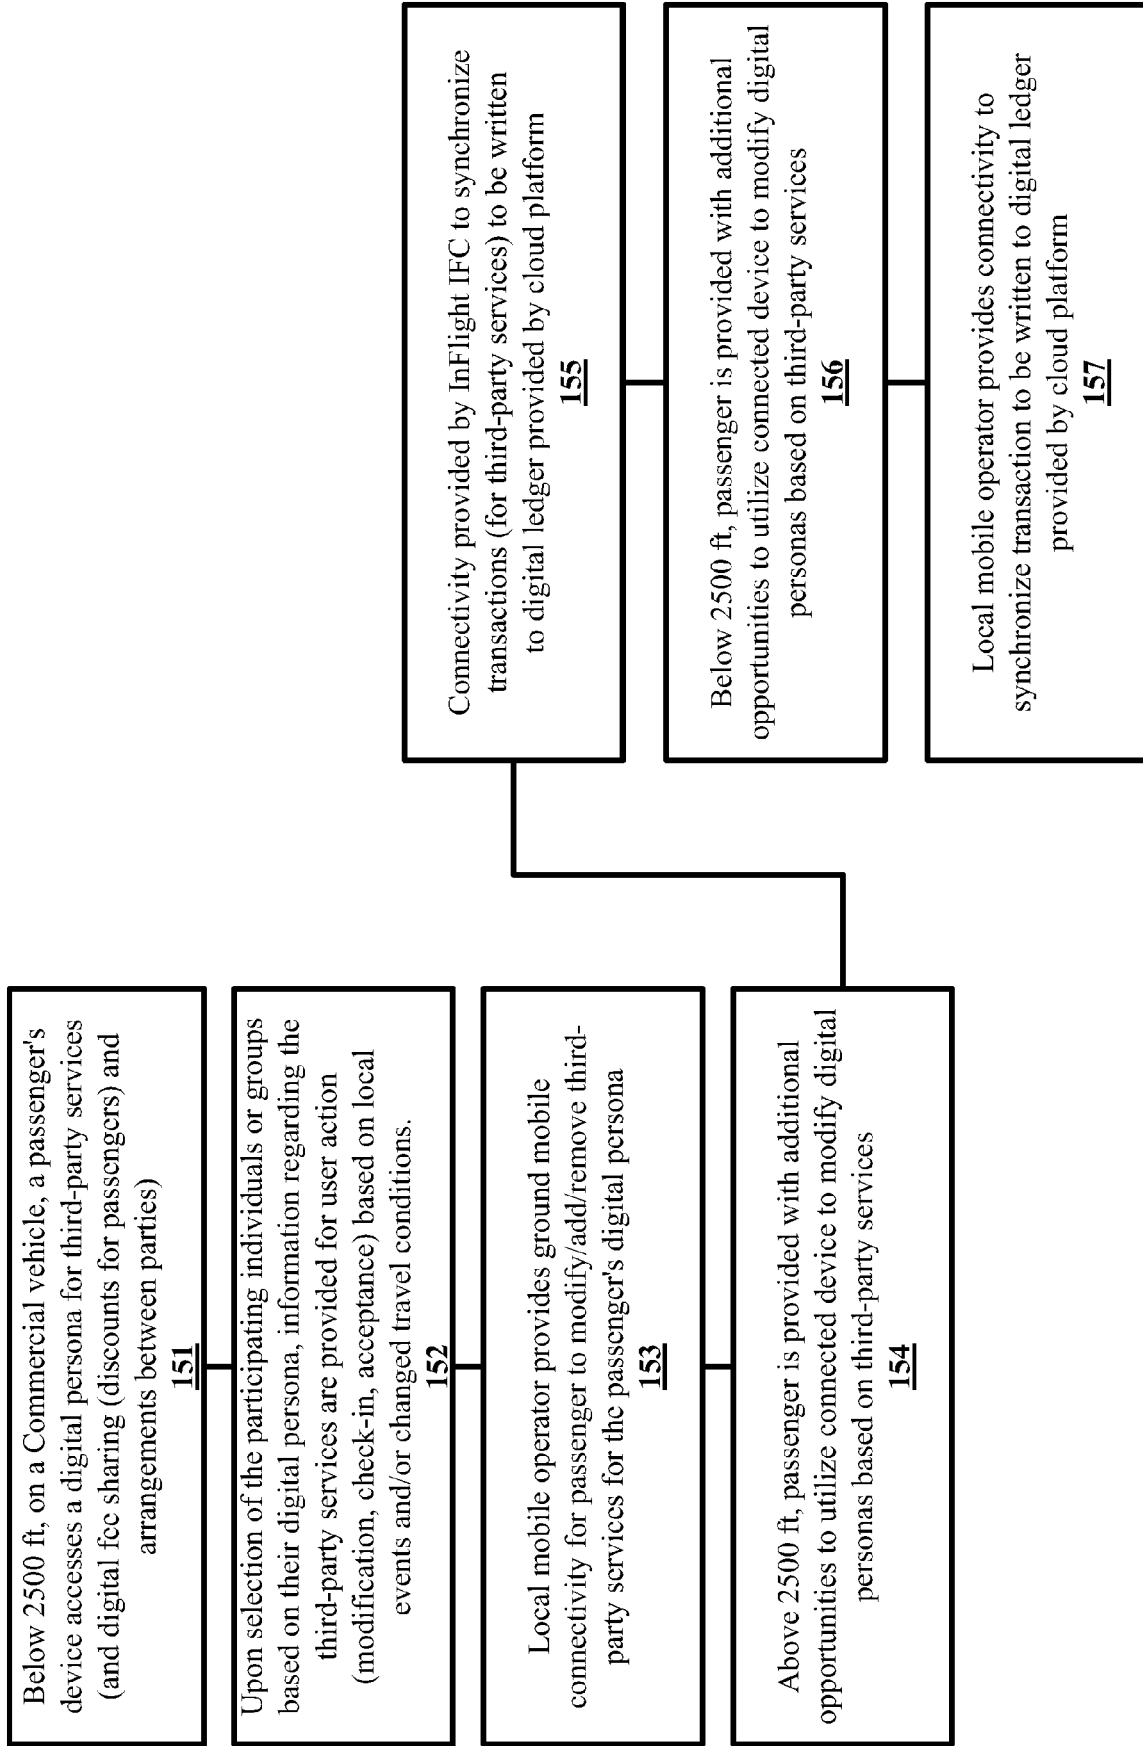 Below 2500 ft, on a Commercial vehicle, a passenger's
device accesses a digital persona for third-party services
(and digital fee sharing (discounts for passengers) and
arrangements between parties)
151
Upon selection of the participating individuals or groups
based on their digital persona, information regarding the
third-party services are provided for user action
(modification, check-in, acceptance) based on local
events and/or changed travel conditions.
152
Local mobile operator provides ground mobile
connectivity for passenger to modify/add/remove third-
party services for the passenger's digital persona
153
Above 2500 ft, passenger is provided with additional
opportunities to utilize connected device to modify digital
personas based on third-party services
154
Connectivity provided by InFlight IFC to synchronize
transactions (for third-party services) to be written
to digital ledger provided by cloud platform
155
Below 2500 ft, passenger is provided with additional
opportunities to utilize connected device to modify digital
personas based on third-party services
156
Local mobile operator provides connectivity to
synchronize transaction to be written to digital ledger
provided by cloud platform
157